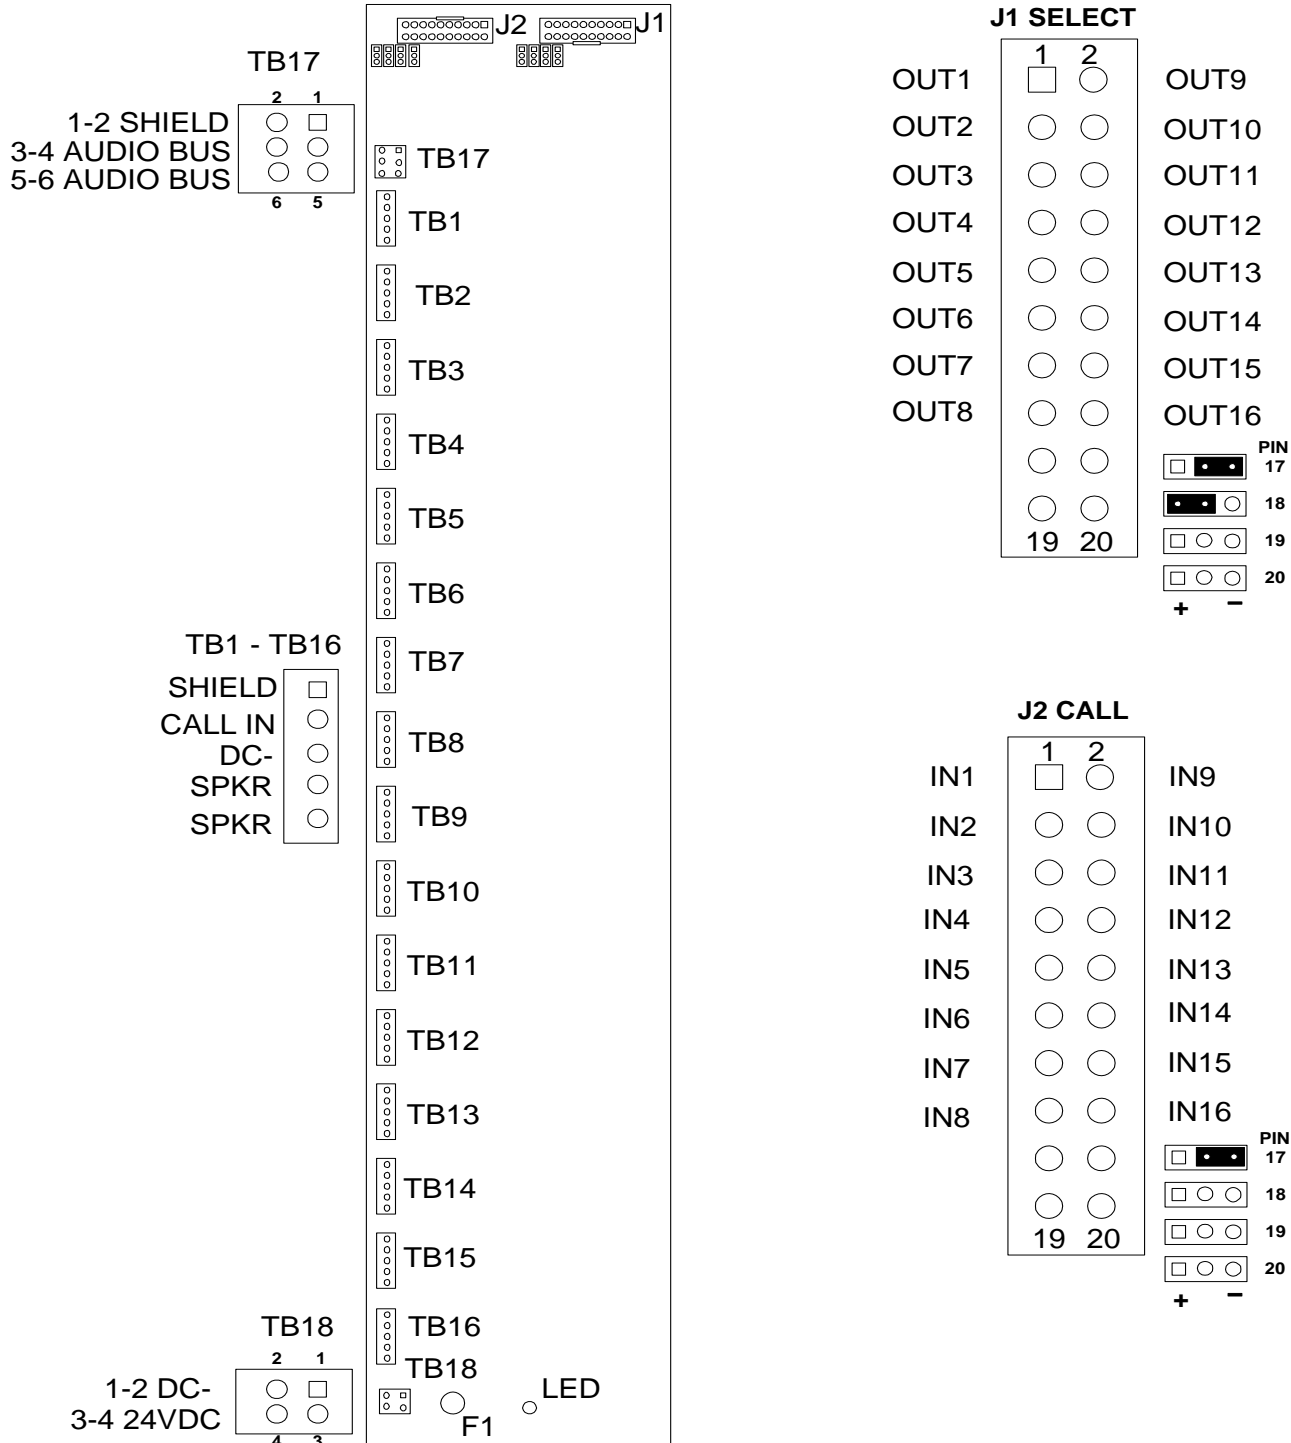 J2
J1
TB17
2 1
1-2 SHIELD
3-4 AUDIO BUS
5-6 AUDIO BUS
6 5
TB17
TB1
TB2
TB3
TB4
TB5
TB6
TB7
TB8
TB9
TB10
TB11
TB12
TB13
TB14
TB15
TB16
TB18
F1
LED
TB1 - TB16
SHIELD
CALL IN
DC-
SPKR
SPKR
TB18
2 1
1-2 DC-
3-4 24VDC
4 3
J1 SELECT
1 2
OUT1 OUT9
OUT2 OUT10
OUT3 OUT11
OUT4 OUT12
OUT5 OUT13
OUT6 OUT14
OUT7 OUT15
OUT8 OUT16
19 20
PIN
17
18
19
20
+ −
J2 CALL
1 2
IN1 IN9
IN2 IN10
IN3 IN11
IN4 IN12
IN5 IN13
IN6 IN14
IN7 IN15
IN8 IN16
19 20
PIN
17
18
19
20
+ −